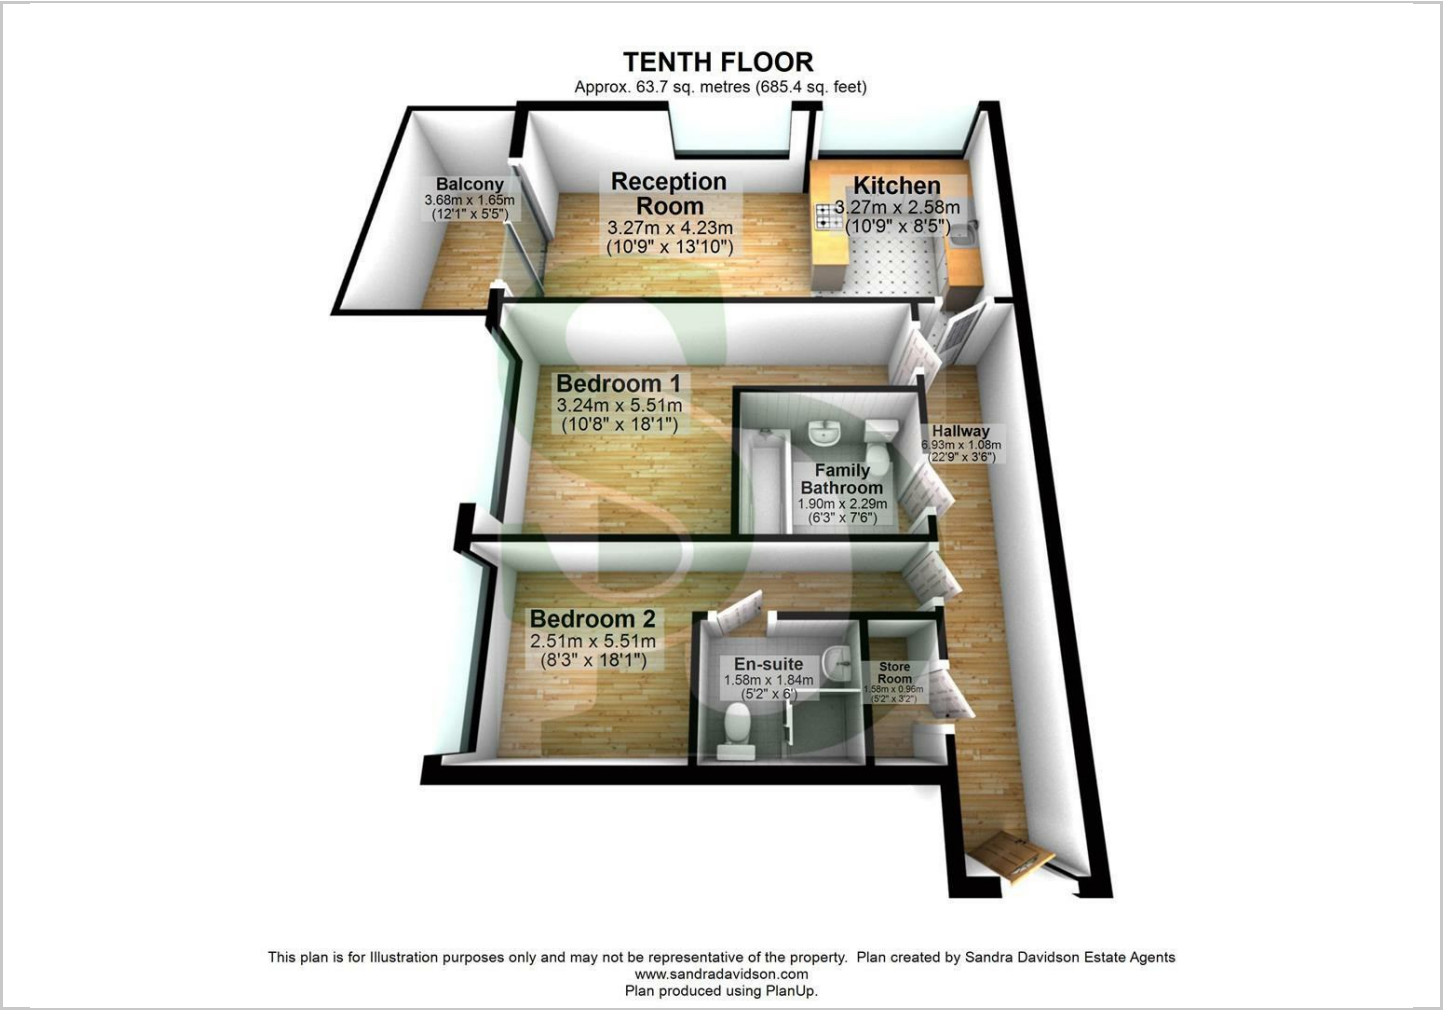 TENTH FLOOR
Approx. 63.7 sq. metres (685.4 sq. feet)
Balcony
3.68m x 1.65m
(12'1" x 5'5")
Reception
Room
3.27m x 4.23m
(10'9" x 13'10")
Kitchen
3.27m x 2.58m
(10'9" x 8'5")
Bedroom 1
3.24m x 5.51m
(10'8" x 18'1")
Hallway
6.93m x 1.08m
(22'9" x 3'6")
Family
Bathroom
1.90m x 2.29m
(6'3" x 7'6")
Bedroom 2
2.51m x 5.51m
(8'3" x 18'1")
En-suite
1.58m x 1.84m
(5'2" x 6')
Store
Room
1.58m x 0.96m
(5'2" x 3'2")
This plan is for Illustration purposes only and may not be representative of the property. Plan created by Sandra Davidson Estate Agents
www.sandradavidson.com
Plan produced using PlanUp.